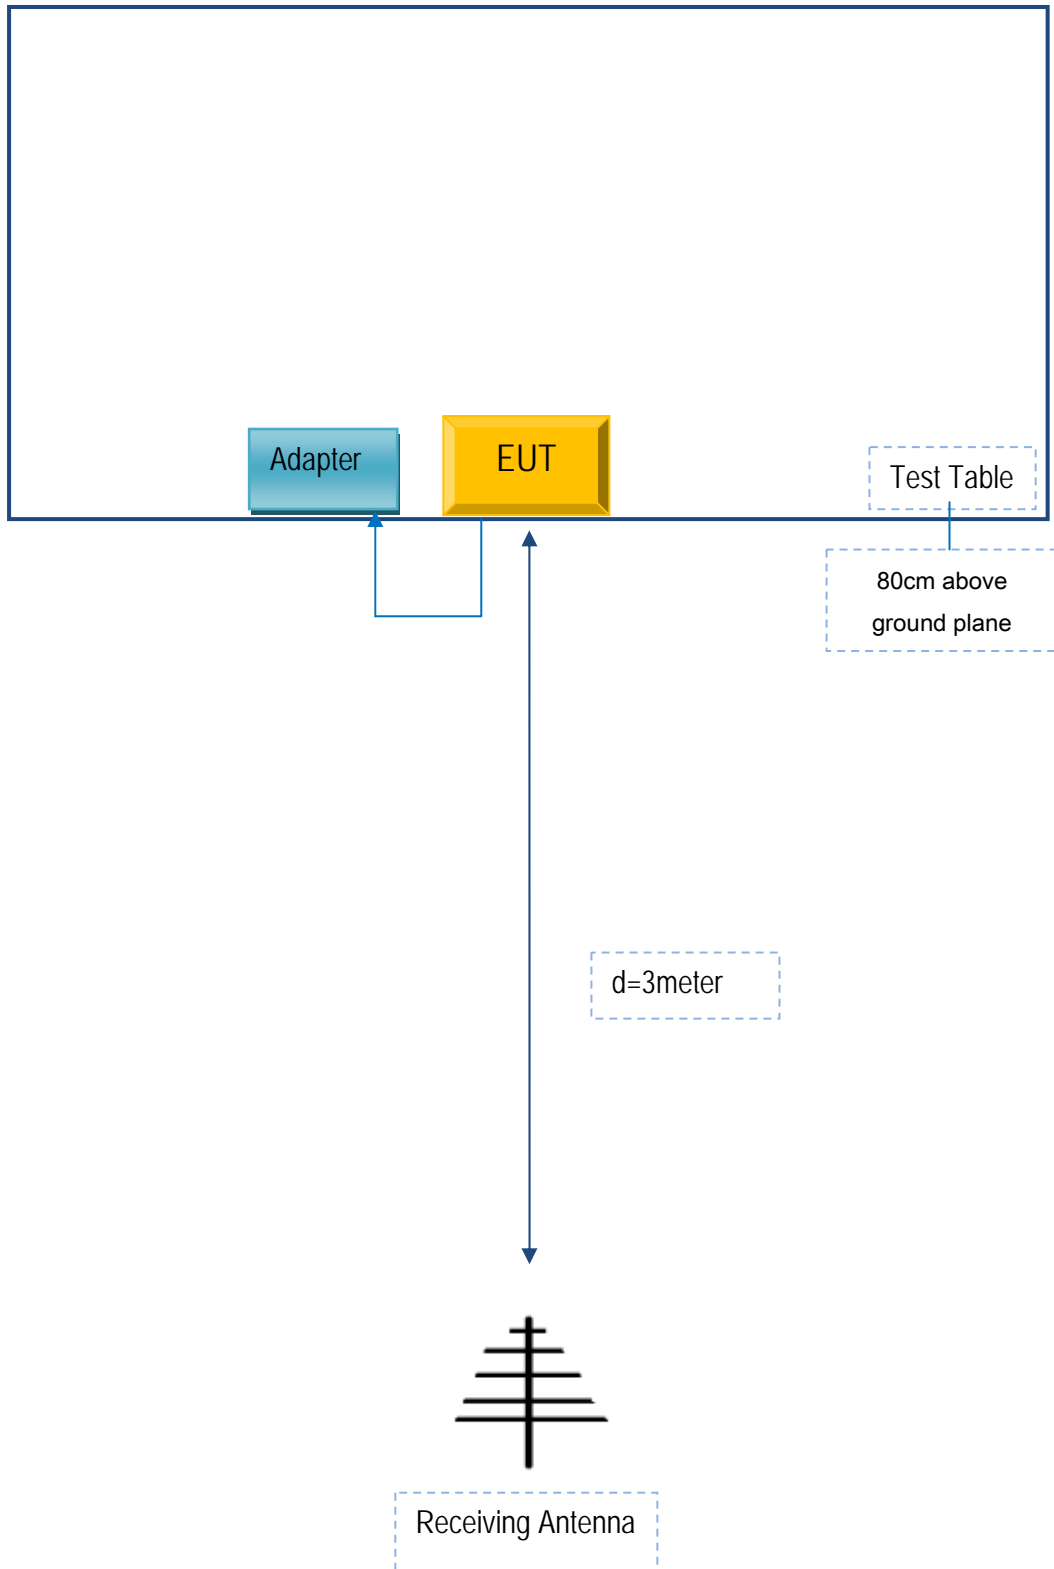 Adapter
EUT
Test Table
80cm above
ground plane
d=3meter
Receiving Antenna